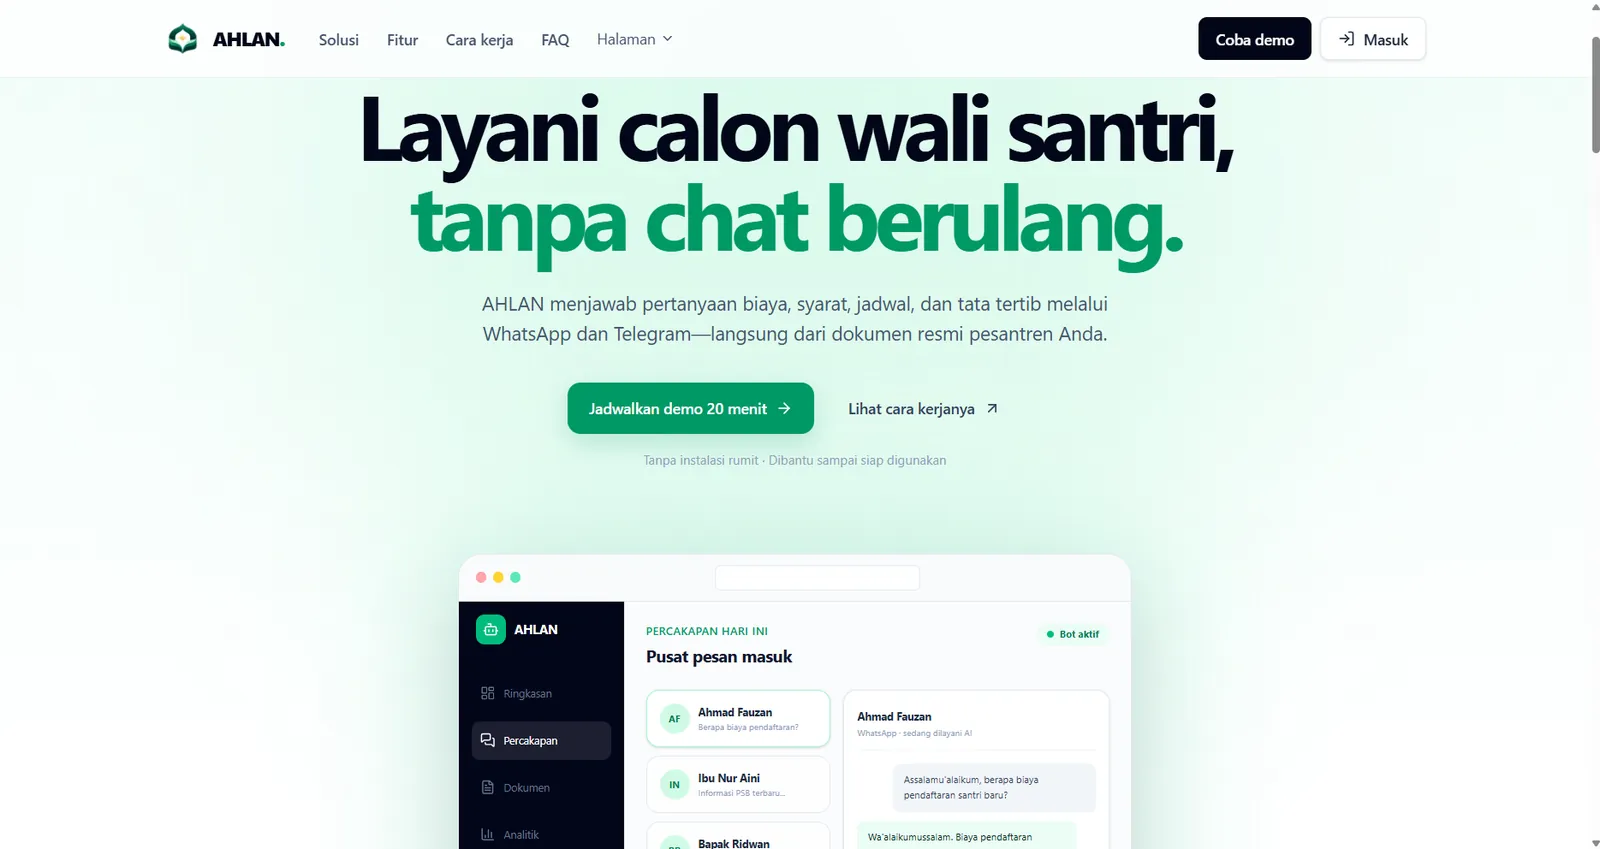 AHLAN.
Solusi
Fitur
Cara kerja
FAQ
Halaman
Coba demo
Masuk
Layani calon wali santri,
tanpa chat berulang.
AHLAN menjawab pertanyaan biaya, syarat, jadwal, dan tata tertib melalui
WhatsApp dan Telegram—langsung dari dokumen resmi pesantren Anda.
Jadwalkan demo 20 menit
Lihat cara kerjanya
Tanpa instalasi rumit · Dibantu sampai siap digunakan
AHLAN
Ringkasan
Percakapan
Dokumen
Analitik
PERCAKAPAN HARI INI
Pusat pesan masuk
Bot aktif
AF
Ahmad Fauzan
Berapa biaya pendaftaran?
IN
Ibu Nur Aini
Informasi PSB terbaru...
Bapak Ridwan
Ahmad Fauzan
WhatsApp · sedang dilayani AI
Assalamu'alaikum, berapa biaya
pendaftaran santri baru?
Wa'alaikumussalam. Biaya pendaftaran